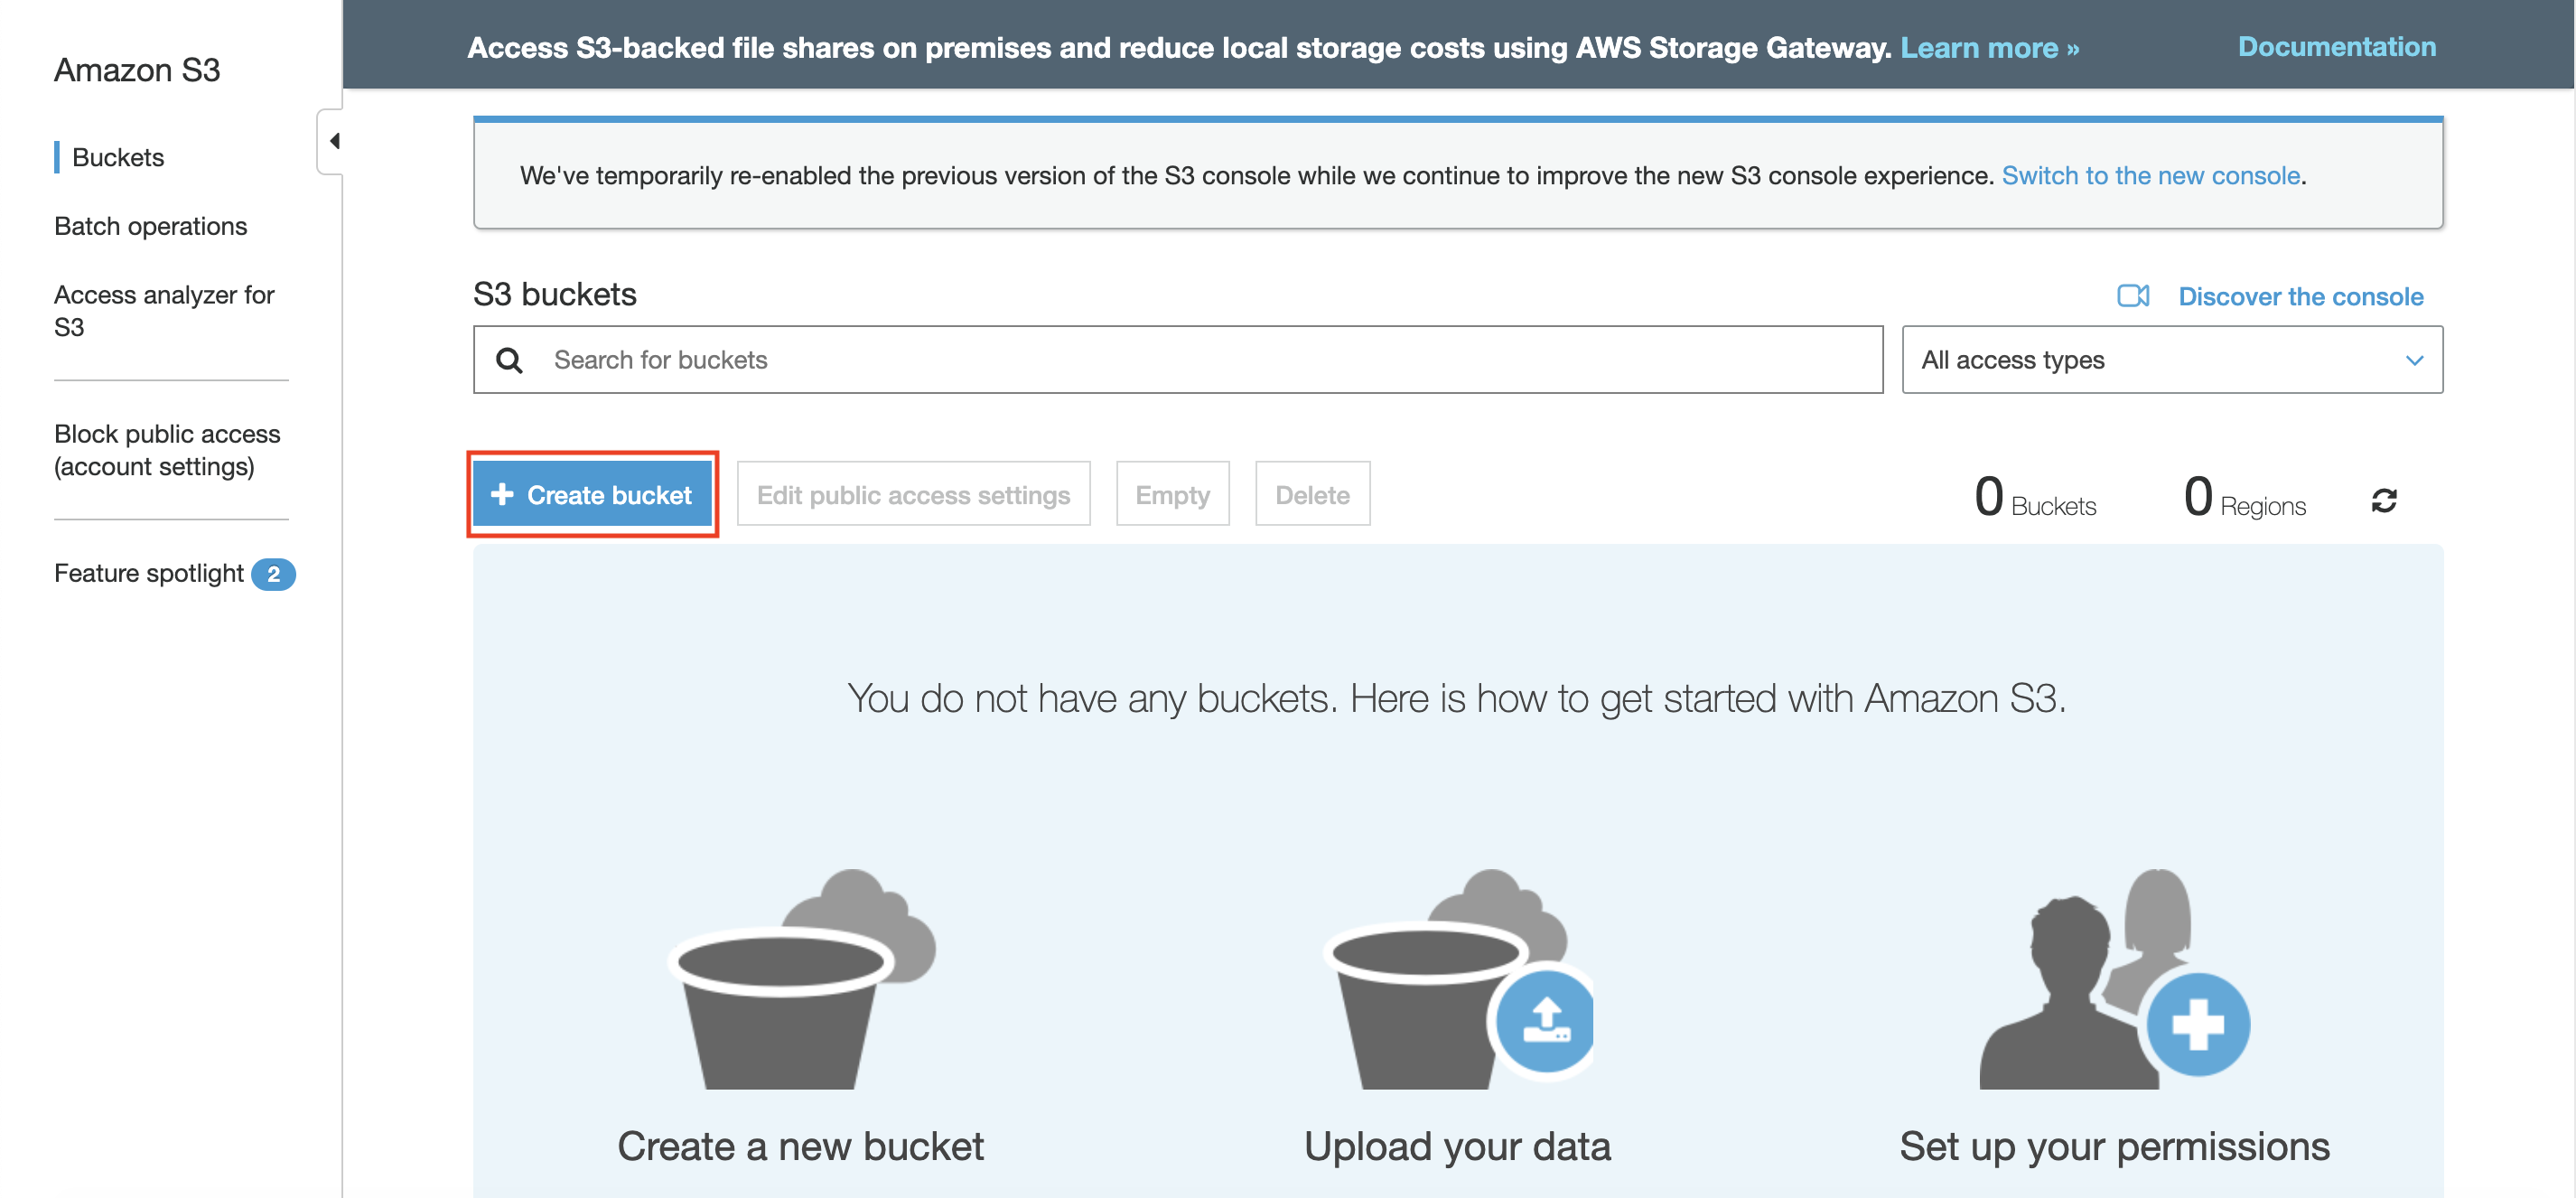 Amazon S3
Buckets
Batch operations
Access analyzer for
S3
Block public access
(account settings)
Feature spotlight 2
Access S3-backed file shares on premises and reduce local storage costs using AWS Storage Gateway. Learn more »
Documentation
We've temporarily re-enabled the previous version of the S3 console while we continue to improve the new S3 console experience. Switch to the new console.
S3 buckets
Discover the console
Search for buckets
All access types
Create bucket
Edit public access settings
Empty
Delete
0 Buckets
0 Regions
You do not have any buckets. Here is how to get started with Amazon S3.
Create a new bucket
Upload your data
Set up your permissions